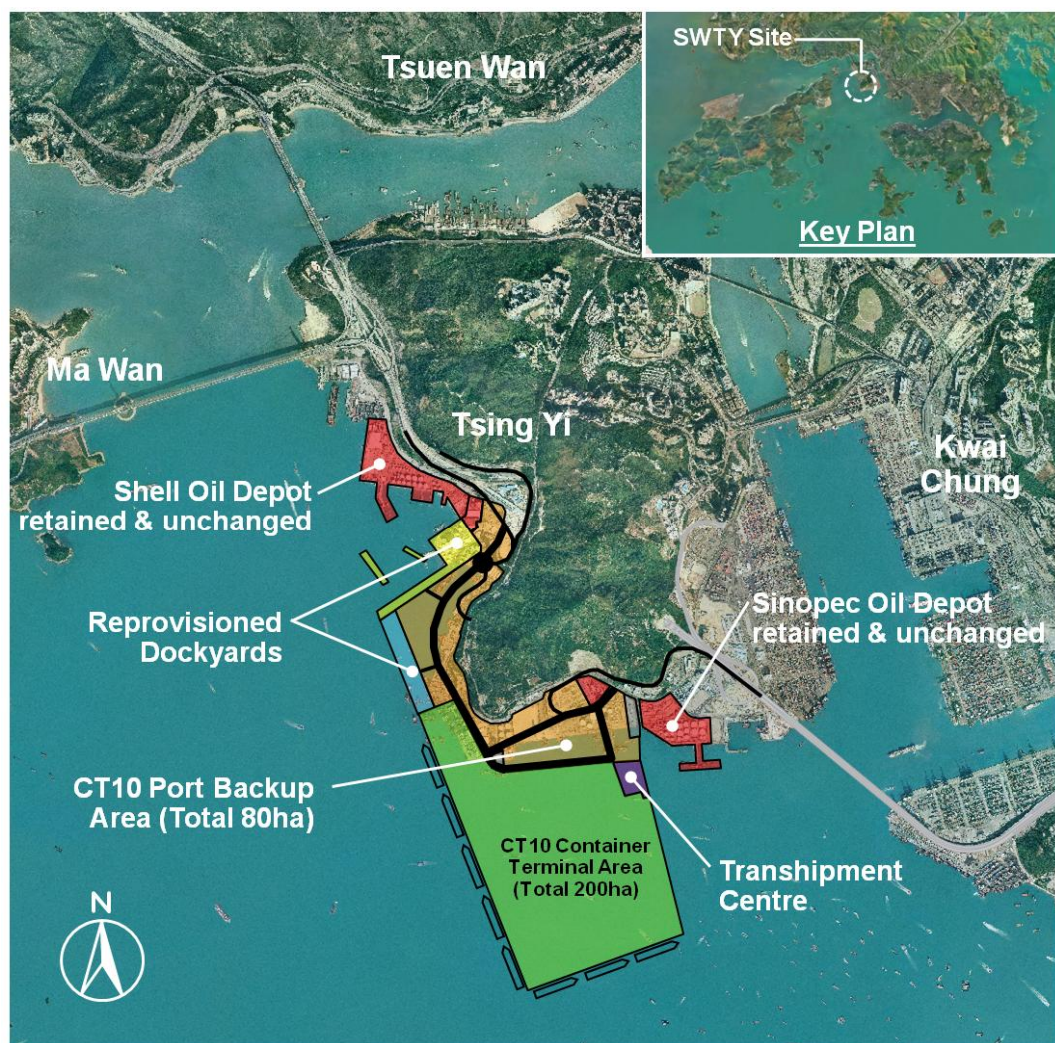 SWTY Site
Key Plan
Tsuen Wan
Ma Wan
Tsing Yi
Kwai
Chung
Shell Oil Depot
retained & unchanged
Reprovisioned
Dockyards
Sinopec Oil Depot
retained & unchanged
CT10 Port Backup
Area (Total 80ha)
CT10 Container
Terminal Area
(Total 200ha)
Transhipment
Centre
N